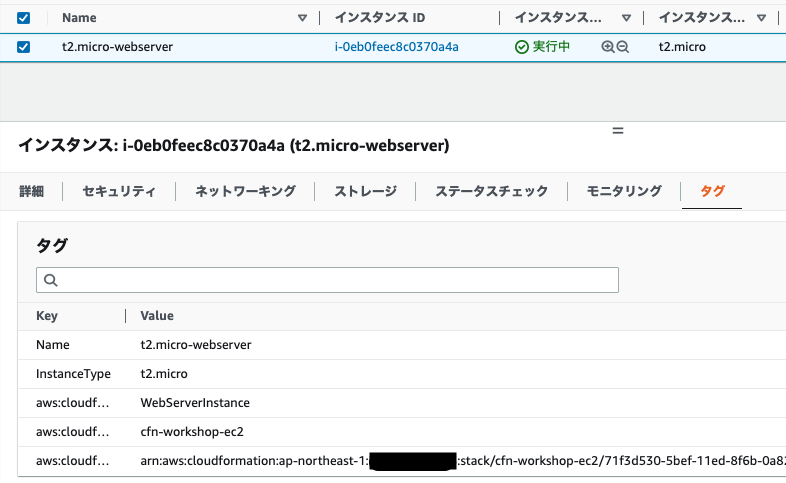 Name インスタンス ID インスタンス... インスタンス...
t2.micro-webserver i-0eb0feec8c0370a4a 実行中 t2.micro
インスタンス: i-0eb0feec8c0370a4a (t2.micro-webserver)
詳細 セキュリティ ネットワーキング ストレージ ステータスチェック モニタリング タグ
タグ
Key Value
Name t2.micro-webserver
InstanceType t2.micro
aws:cloudf... WebServerInstance
aws:cloudf... cfn-workshop-ec2
aws:cloudf... arn:aws:cloudformation:ap-northeast-1: :stack/cfn-workshop-ec2/71f3d530-5bef-11ed-8f6b-0a82